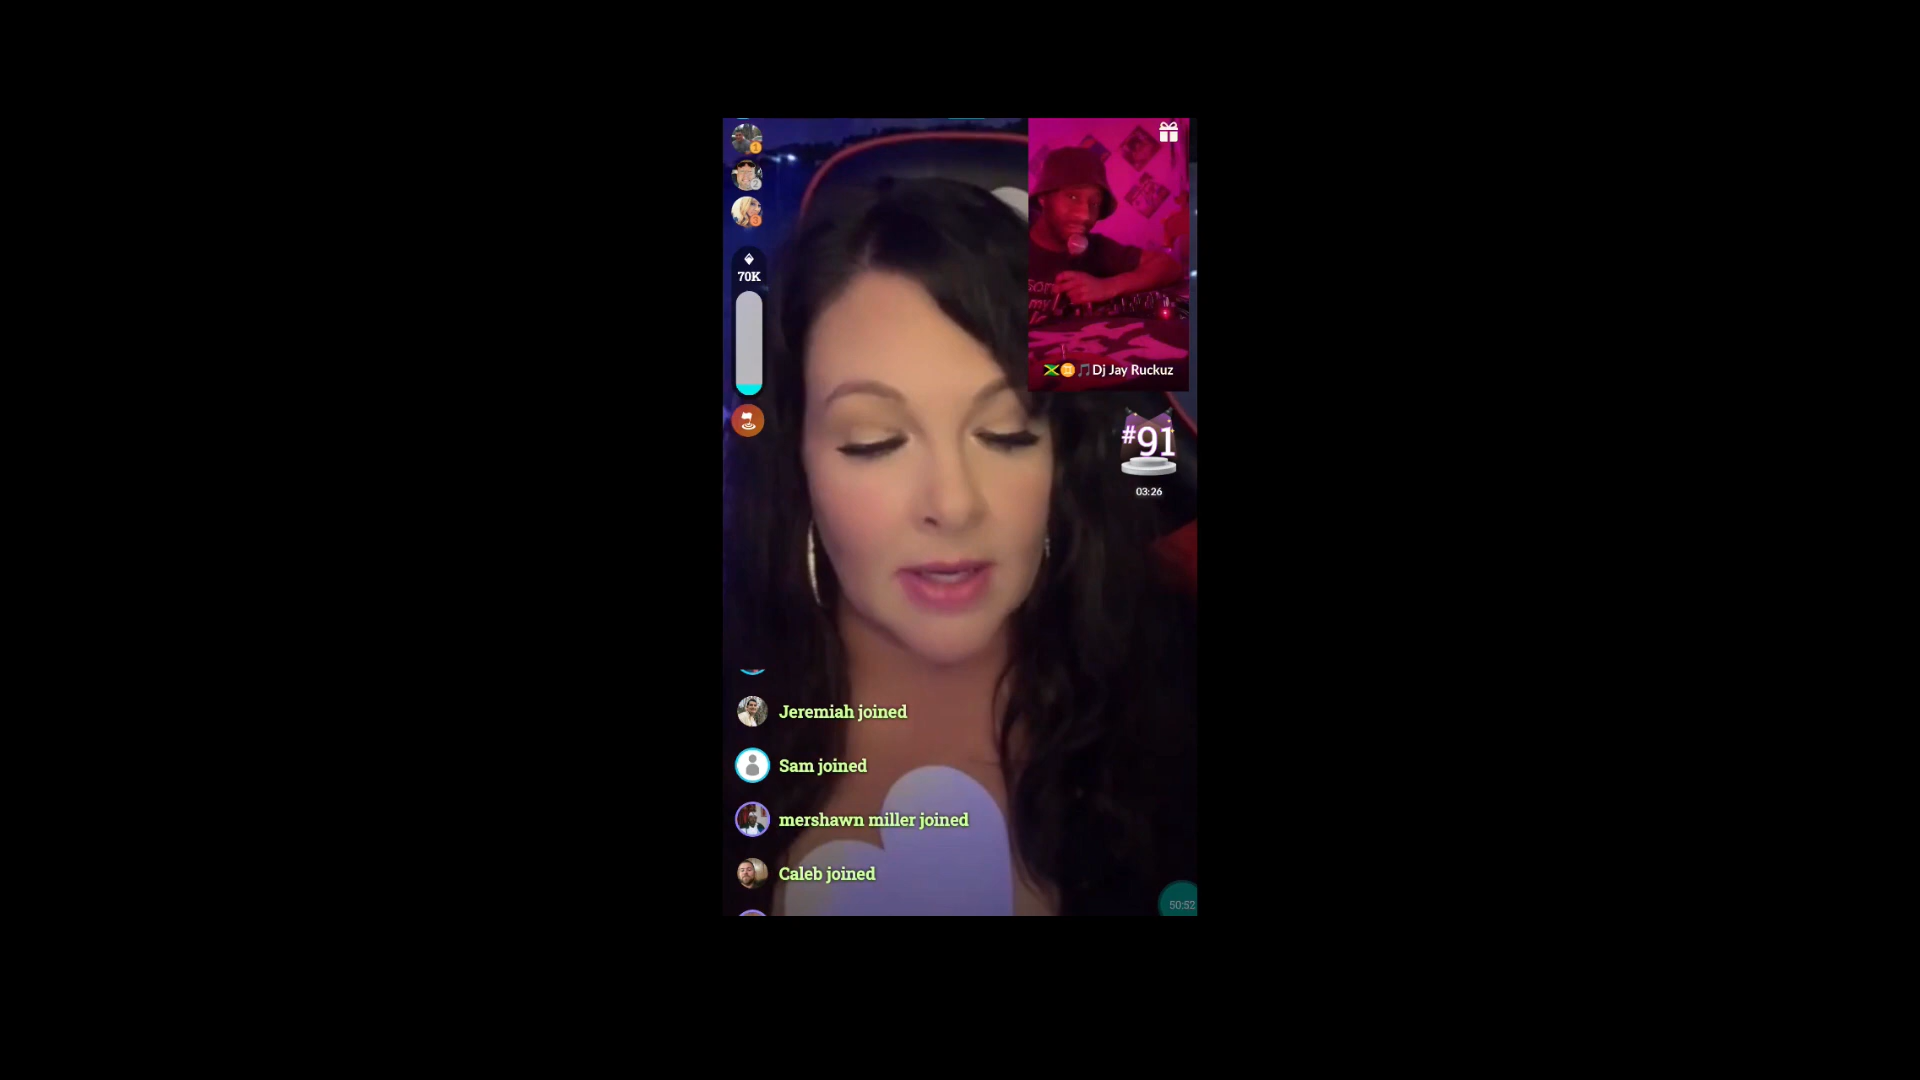 70K
🇯🇲♊🎵Dj Jay Ruckuz
#91
03:26
Jeremiah joined
Sam joined
mershawn miller joined
Caleb joined
50:52